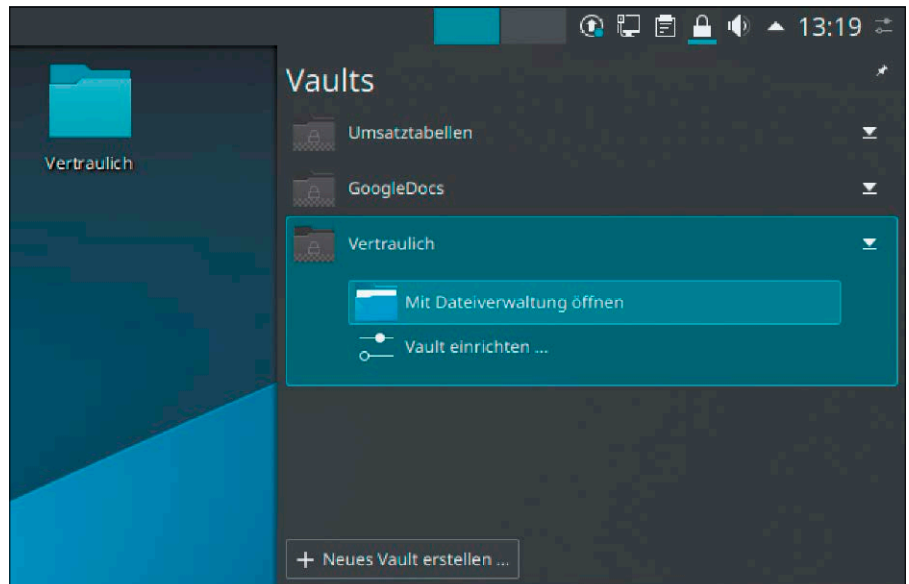 13:19
Vertraulich
Vaults
Umsatztabellen
GoogleDocs
Vertraulich
Mit Dateiverwaltung öffnen
Vault einrichten ...
+ Neues Vault erstellen ...